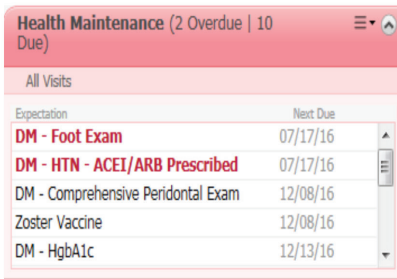 Health Maintenance (2 Overdue | 10
Due)
All Visits
Expectation Next Due
DM - Foot Exam 07/17/16
DM - HTN - ACEI/ARB Prescribed 07/17/16
DM - Comprehensive Peridontal Exam 12/08/16
Zoster Vaccine 12/08/16
DM - HgbA1c 12/13/16